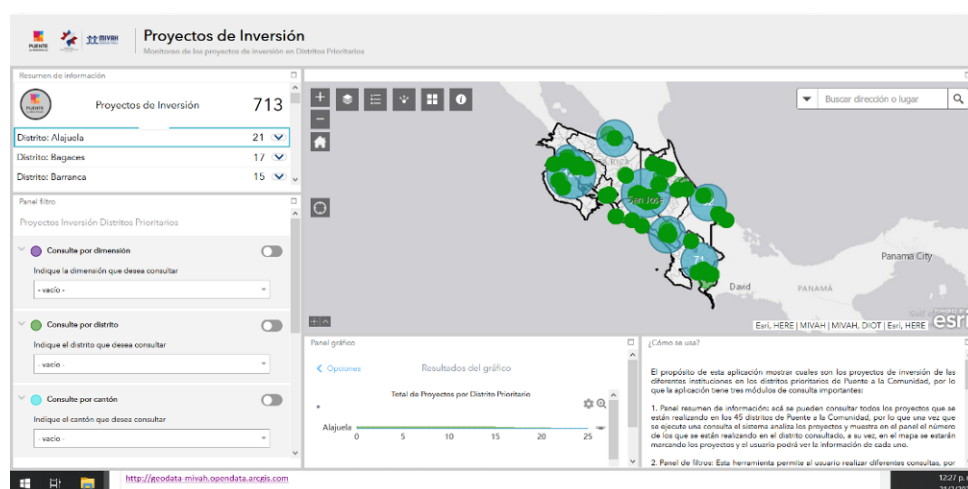 PUENTE
MIVAH
Proyectos de Inversión
Monitoreo de los proyectos de inversión en Distritos Prioritarios
Resumen de información
PUENTE
Proyectos de Inversión 713
Distrito: Alajuela 21
Distrito: Bagaces 17
Distrito: Barranca 15
Panel filtro
Proyectos Inversión Distritos Prioritarios
Consulte por dimensión
Indique la dimensión que desea consultar
- vacío -
Consulte por distrito
Indique el distrito que desea consultar
- vacío -
Consulte por cantón
Indique el cantón que desea consultar
- vacío -
Buscar dirección o lugar
San José
71
Panama City
David
PANAMÁ
Esri, HERE | MIVAH | MIVAH, DIOT | Esri, HERE
esri
Panel gráfico
Opciones
Resultados del gráfico
Total de Proyectos por Distrito Prioritario
Alajuela
0 5 10 15 20 25
¿Cómo se usa?
El propósito de esta aplicación mostrar cuales son los proyectos de inversión de las
diferentes instituciones en los distritos prioritarios de Puente a la Comunidad, por lo
que la aplicación tiene tres módulos de consulta importantes:
1. Panel resumen de información: acá se pueden consultar todos los proyectos que se
están realizando en los 45 distritos de Puente a la Comunidad, por lo que una vez que
se ejecute una consulta el sistema analiza los proyectos y muestra en el panel el número
de los que se están realizando en el distrito consultado, a su vez, en el mapa se estarán
marcando los proyectos y el usuario podrá ver la información de cada uno.
2. Panel de filtros: Esta herramienta permite al usuario realizar diferentes consultas, por
http://geodata-mivah.opendata.arcgis.com
12:27 p.